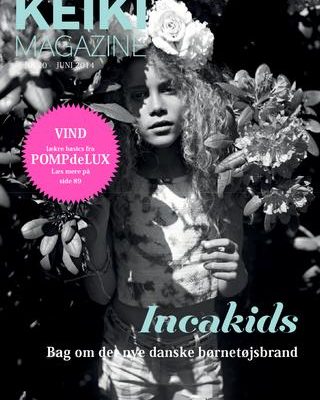 KEIKI
MAGAZINE
JUNI 2014
VIND
lækre basics fra
POMPdeLUX
Læs mere på
side 89
Incakids
Bag om det nye danske børnetøjsbrand